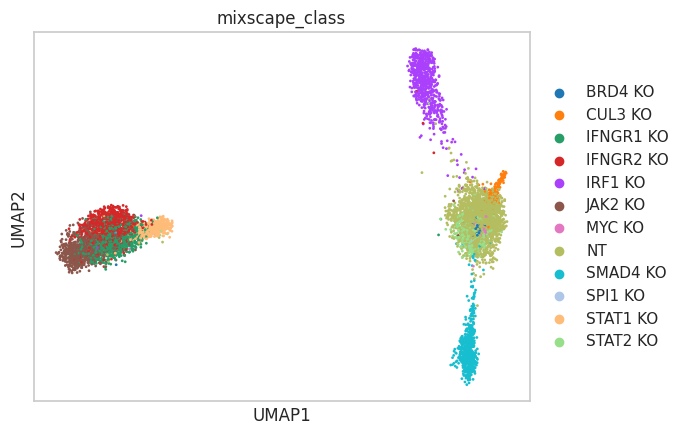 mixscape_class
UMAP2
UMAP1
BRD4 KO
CUL3 KO
IFNGR1 KO
IFNGR2 KO
IRF1 KO
JAK2 KO
MYC KO
NT
SMAD4 KO
SPI1 KO
STAT1 KO
STAT2 KO